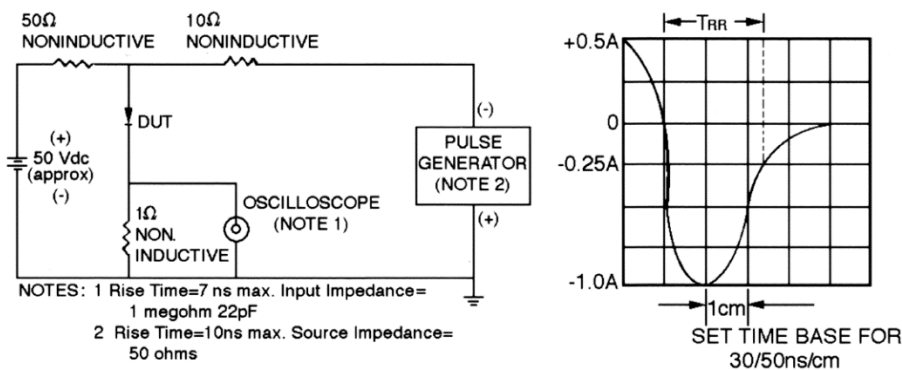 50Ω
NONINDUCTIVE
10Ω
NONINDUCTIVE
DUT
(+)
50 Vdc
(approx)
(-)
1Ω
NON.
INDUCTIVE
OSCILLOSCOPE
(NOTE 1)
(-)
PULSE
GENERATOR
(NOTE 2)
(+)
NOTES: 1 Rise Time=7 ns max. Input Impedance=
1 megohm 22pF
2 Rise Time=10ns max. Source Impedance=
50 ohms
TRR
+0.5A
0
-0.25A
-1.0A
1cm
SET TIME BASE FOR
30/50ns/cm